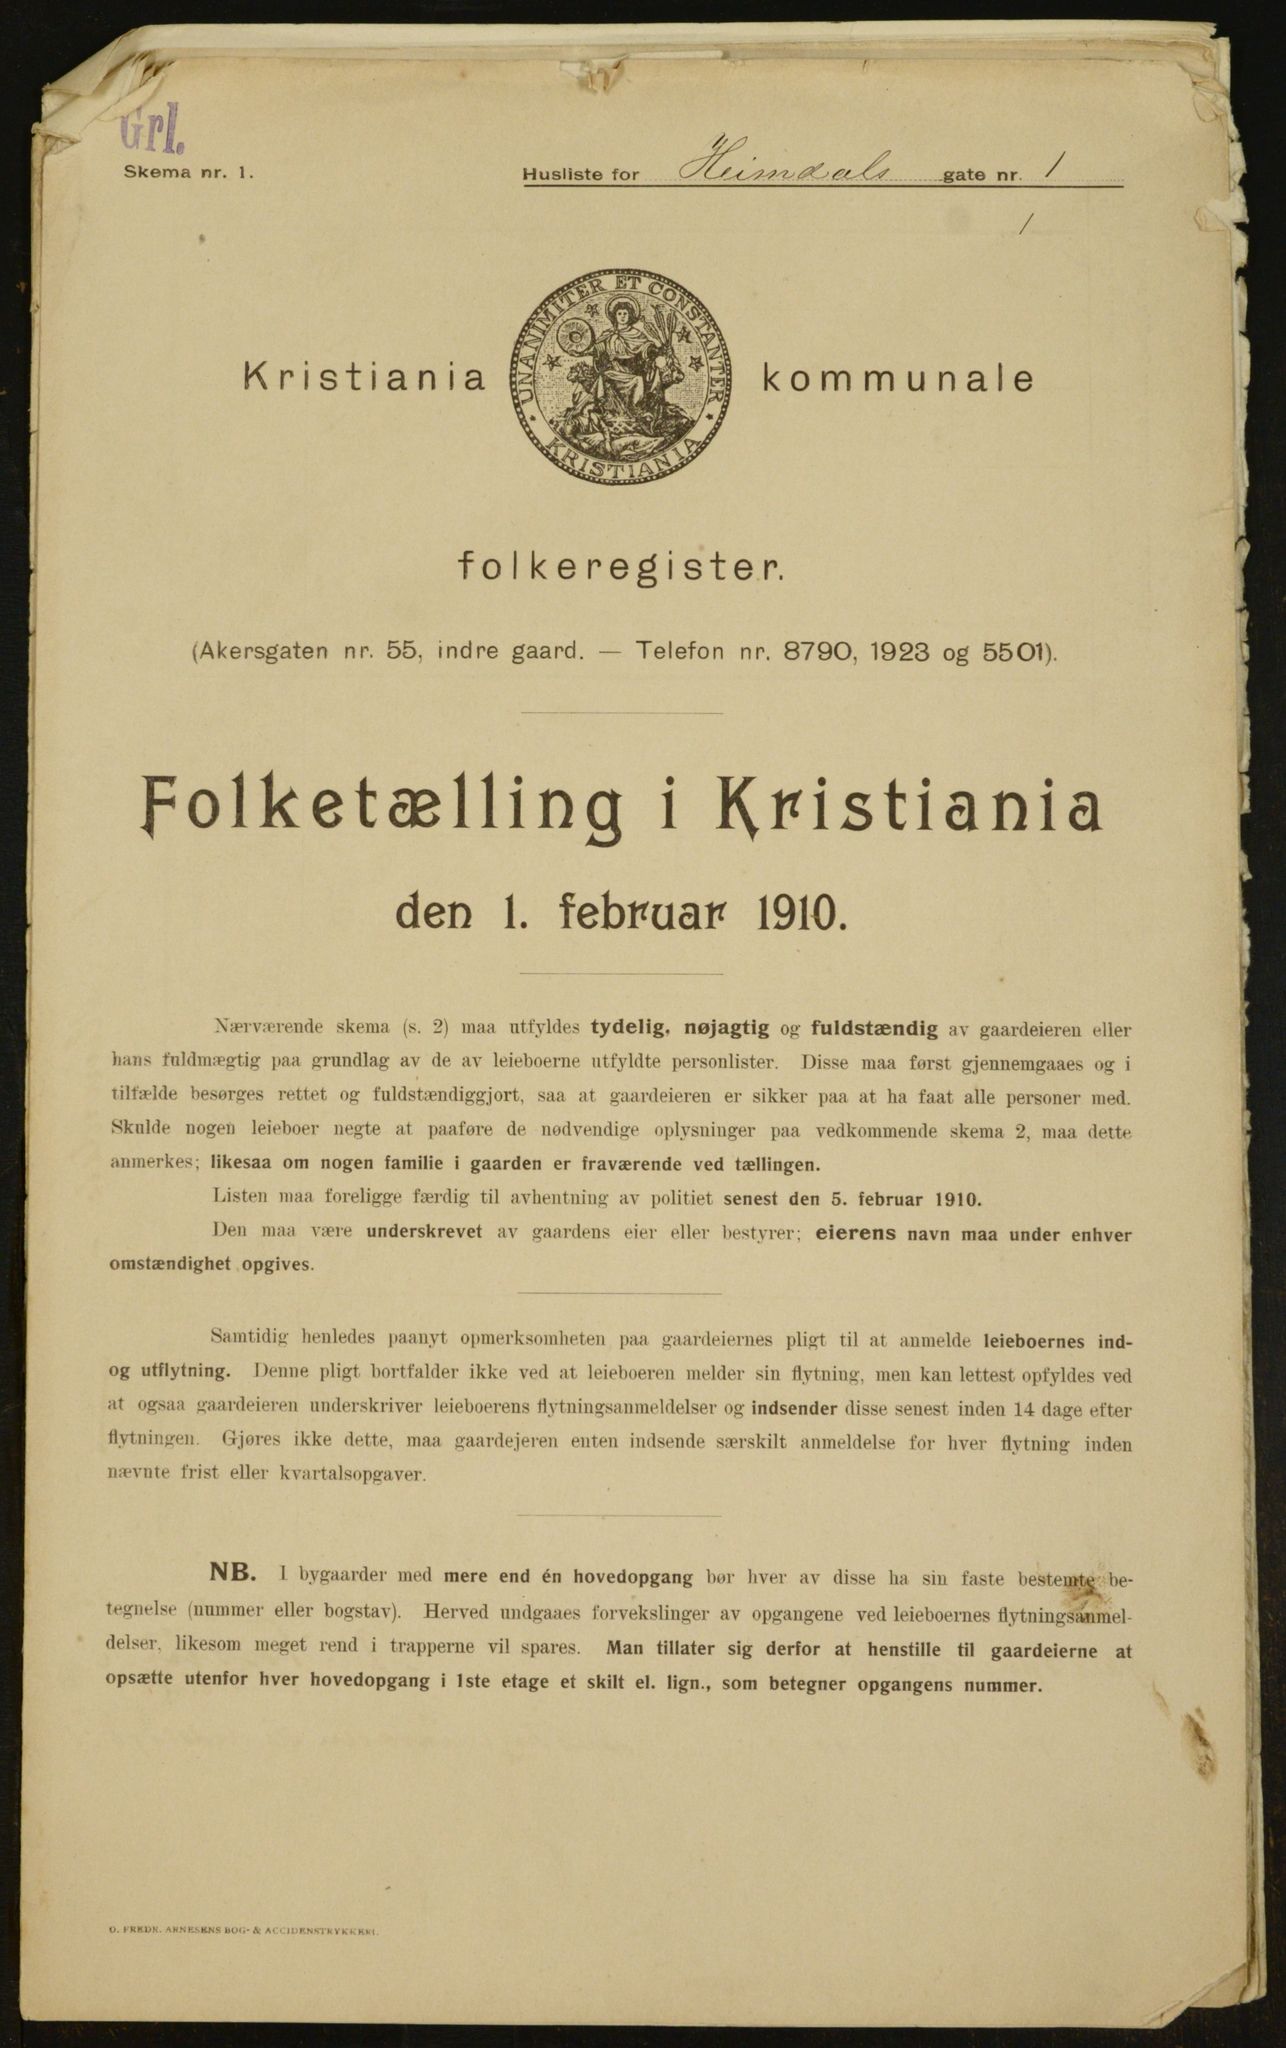 Grl.
Skema nr. 1.
Husliste for Heimdals gate nr. 1
1
UNANIMITER ET CONSTANTER
KRISTIANIA
Kristiania kommunale
folkeregister.
(Akersgaten nr. 55, indre gaard. — Telefon nr. 8790, 1923 og 5501).
Folketælling i Kristiania
den 1. februar 1910.
Nærværende skema (s. 2) maa utfyldes tydelig, nøjagtig og fuldstændig av gaardeieren eller
hans fuldmægtig paa grundlag av de av leieboerne utfyldte personlister. Disse maa først gjennemgaaes og i
tilfælde besørges rettet og fuldstændiggjort, saa at gaardeieren er sikker paa at ha faat alle personer med.
Skulde nogen leieboer negte at paaføre de nødvendige oplysninger paa vedkommende skema 2, maa dette
anmerkes; likesaa om nogen familie i gaarden er fraværende ved tællingen.
Listen maa foreligge færdig til avhentning av politiet senest den 5. februar 1910.
Den maa være underskrevet av gaardens eier eller bestyrer; eierens navn maa under enhver
omstændighet opgives.
Samtidig henledes paanyt opmerksomheten paa gaardeiernes pligt til at anmelde leieboernes ind-
og utflytning. Denne pligt bortfalder ikke ved at leieboeren melder sin flytning, men kan lettest opfyldes ved
at ogsaa gaardeieren underskriver leieboerens flytningsanmeldelser og indsender disse senest inden 14 dage efter
flytningen. Gjøres ikke dette, maa gaardejeren enten indsende særskilt anmeldelse for hver flytning inden
nævnte frist eller kvartalsopgaver.
NB. I bygaarder med mere end én hovedopgang bør hver av disse ha sin faste bestemte be-
tegnelse (nummer eller bogstav). Herved undgaaes forvekslinger av opgangene ved leieboernes flytningsanmel-
delser, likesom meget rend i trapperne vil spares. Man tillater sig derfor at henstille til gaardeierne at
opsætte utenfor hver hovedopgang i 1ste etage et skilt el. lign., som betegner opgangens nummer.
O. FREDR. ARNESENS BOG- & ACCIDENSTRYKKERI.